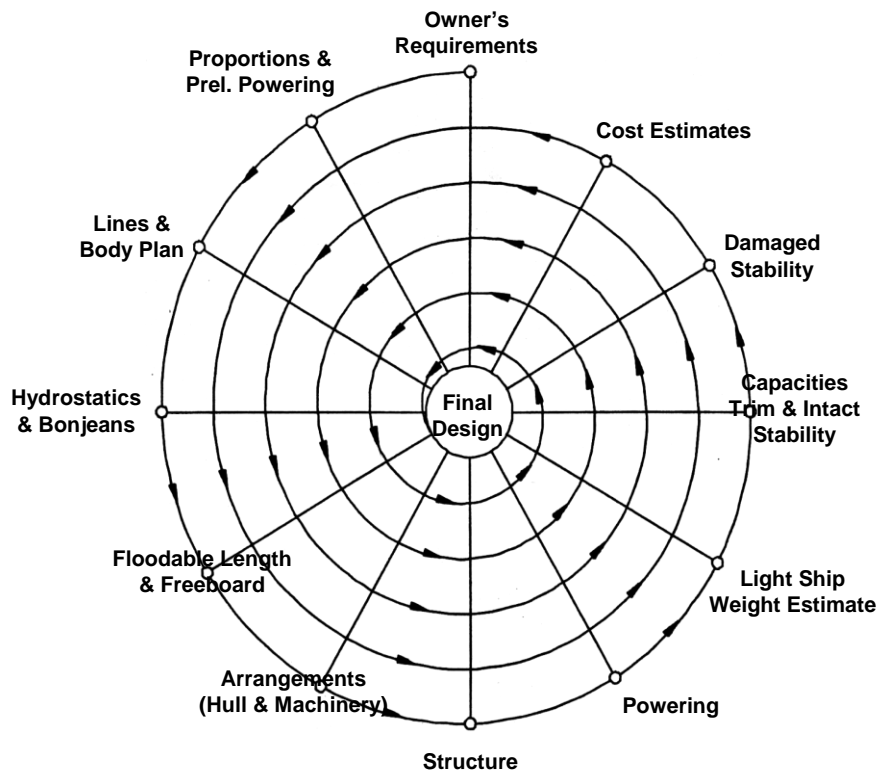 Owner's
Requirements
Proportions &
Prel. Powering
Cost Estimates
Lines &
Body Plan
Damaged
Stability
Hydrostatics
& Bonjeans
Final
Design
Capacities
Trim & Intact
Stability
Floodable Length
& Freeboard
Light Ship
Weight Estimate
Arrangements
(Hull & Machinery)
Powering
Structure